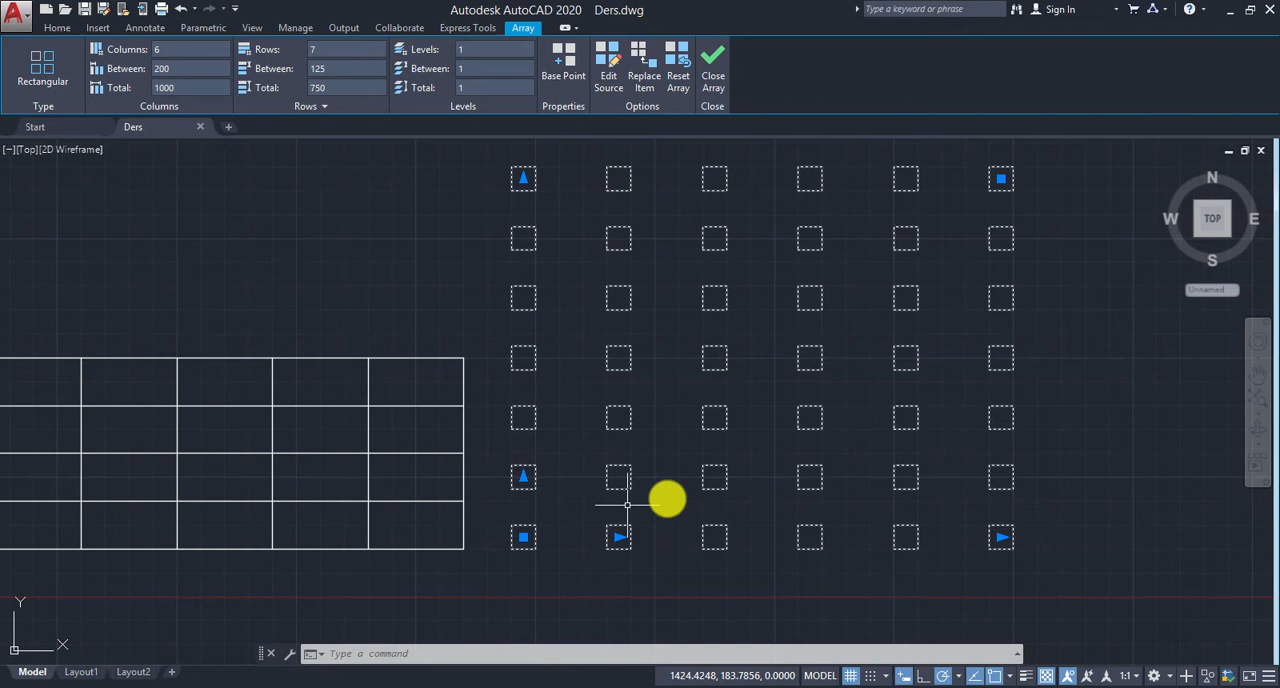 Autodesk AutoCAD 2020 Ders.dwg
Type a keyword or phrase
Sign In
Home Insert Annotate Parametric View Manage Output Collaborate Express Tools Array
Columns: 6 Rows: 7 Levels: 1
Between: 200 Between: 125 Between: 1
Total: 1000 Total: 750 Total: 1
Rectangular
Base Point
Edit Source
Replace Item
Reset Array
Close Array
Type Columns Rows Levels Properties Options Close
Start Ders
[−][Top][2D Wireframe]
N
W TOP E
S
Unnamed
Y
X
Type a command
Model Layout1 Layout2
1424.4248, 183.7856, 0.0000 MODEL 1:1